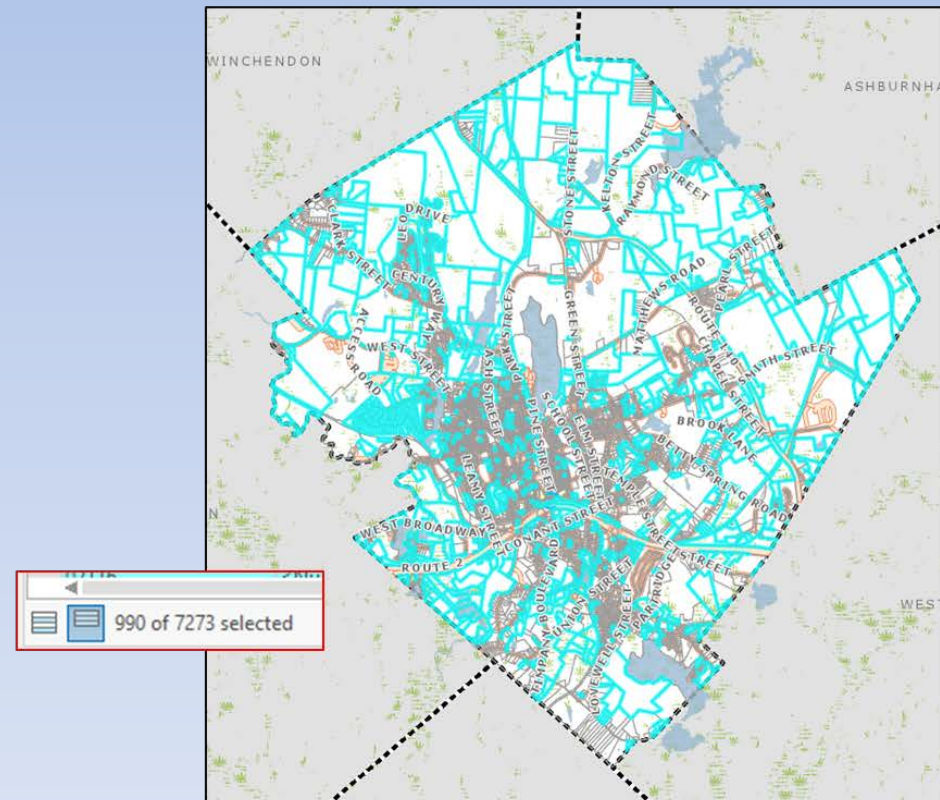 WINCHENDON
ASHBURNHA
STONE STREET
KELTON STREET
RAYMOND STREET
LEO DRIVE
CLARK STREET
CENTURY WAY
PARK STREET
GREEN STREET
MATTHEWS ROAD
PEARL STREET
ROUTE 140
CHAPEL STREET
SMITH STREET
ACCESS ROAD
WEST STREET
ASH STREET
PINE STREET
SCHOOL STREET
ELM STREET
BROOK LANE
BETTY SPRING ROAD
LEAMY STREET
TEMPLE STREET
N
WEST BROADWAY
CONANT STREET
STREET
ROUTE 2
TIMPANY BOULEVARD
UNION STREET
PARTRIDGE
WEST
990 of 7273 selected